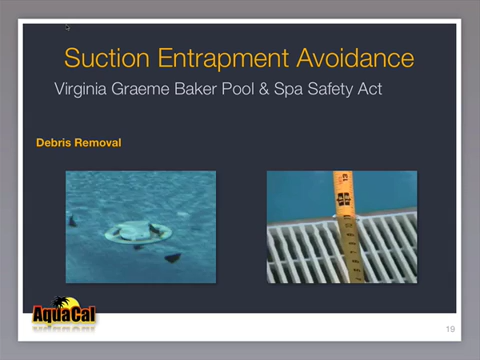 Suction Entrapment Avoidance
Virginia Graeme Baker Pool & Spa Safety Act
Debris Removal
AquaCal
19